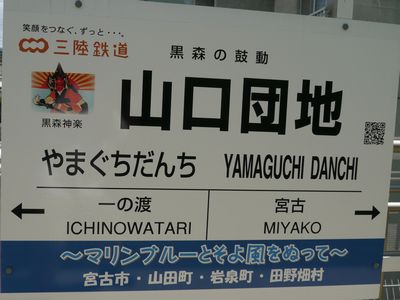 笑顔をつなぐ、ずっと・・・。
三陸鉄道
黒森の鼓動
黒森神楽
山口団地
やまぐちだんち YAMAGUCHI DANCHI
一の渡 宮古
ICHINOWATARI MIYAKO
～マリンブルーとそよ風をぬって～
宮古市・山田町・岩泉町・田野畑村